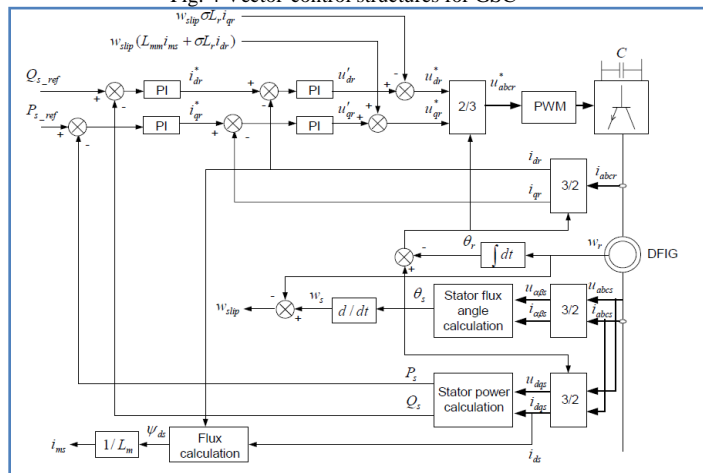 Fig. 4 Vector control structures for GSC
w_slip σL_r i_qr
w_slip (L_mm i_ms + σL_r i_dr)
C
Q_s_ref + - PI i*_dr + - PI u'_dr + - u*_dr 2/3 u*_abcr PWM
P_s_ref + - PI i*_qr + - PI u'_qr + + u*_qr
i_dr 3/2 i_abcr
i_qr
- + θ_r ∫ dt w_r DFIG
w_slip - + w_s d / dt θ_s Stator flux angle calculation u_αβs i_αβs 3/2 u_abcs i_abcs
P_s Stator power calculation u_dqs i_dqs 3/2
Q_s
i_ms 1/ L_m ψ_ds Flux calculation i_ds